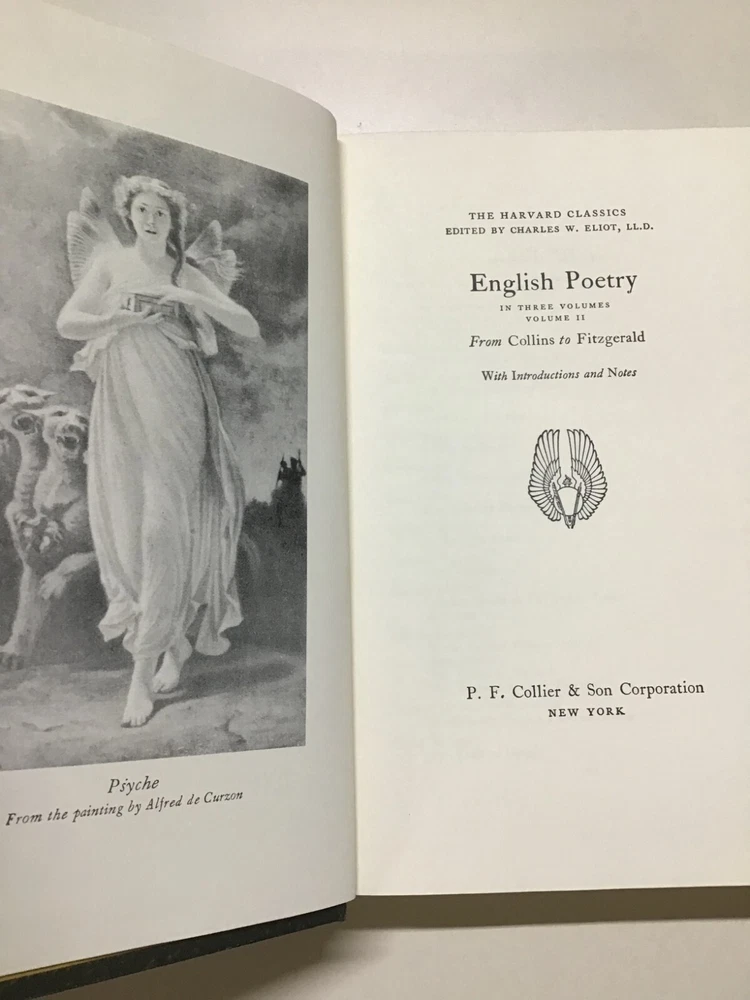 Psyche
From the painting by Alfred de Curzon
THE HARVARD CLASSICS
EDITED BY CHARLES W. ELIOT, LL.D.
English Poetry
IN THREE VOLUMES
VOLUME II
From Collins to Fitzgerald
With Introductions and Notes
P. F. Collier & Son Corporation
NEW YORK